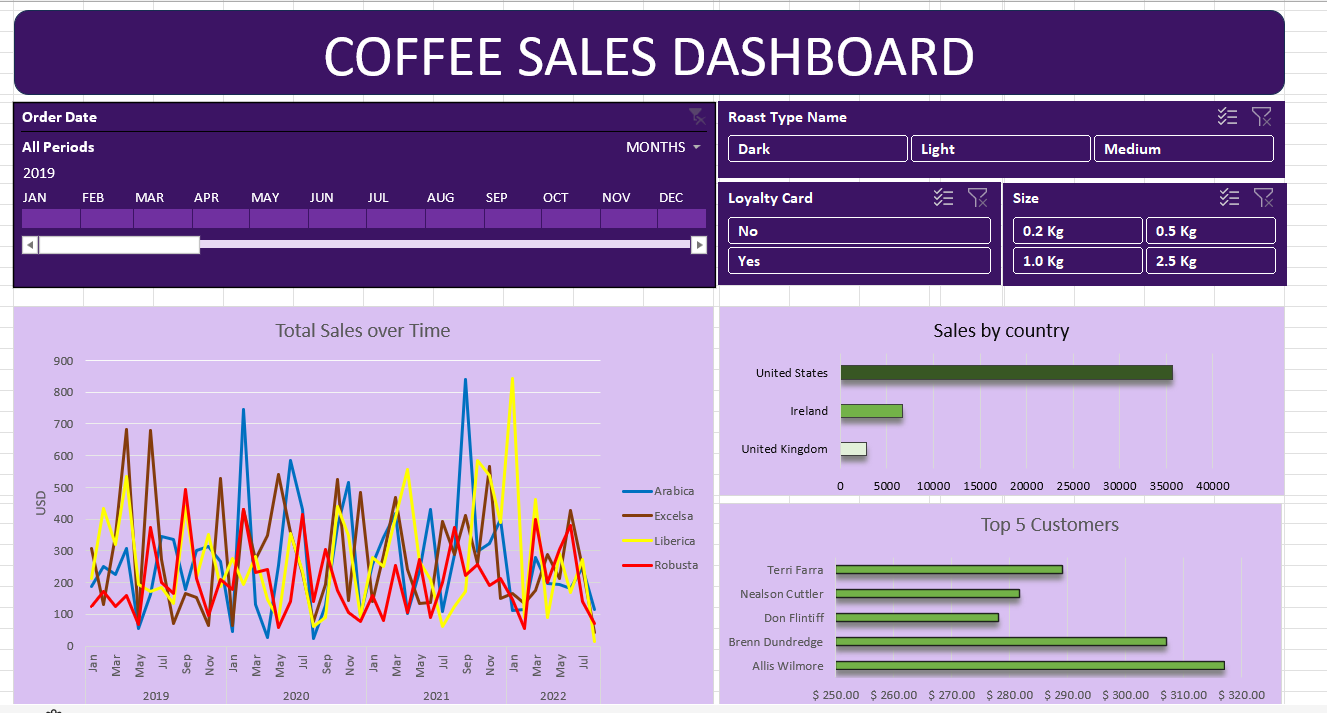 COFFEE SALES DASHBOARD
Order Date
All Periods MONTHS
2019
JAN FEB MAR APR MAY JUN JUL AUG SEP OCT NOV DEC
Roast Type Name
Dark Light Medium
Loyalty Card
No
Yes
Size
0.2 Kg 0.5 Kg
1.0 Kg 2.5 Kg
Total Sales over Time
900
800
700
600
500
400
300
200
100
0
USD
Arabica
Excelsa
Liberica
Robusta
Jan Mar May Jul Sep Nov Jan Mar May Jul Sep Nov Jan Mar May Jul Sep Nov Jan Mar May Jul
2019 2020 2021 2022
Sales by country
United States
Ireland
United Kingdom
0 5000 10000 15000 20000 25000 30000 35000 40000
Top 5 Customers
Terri Farra
Nealson Cuttler
Don Flintiff
Brenn Dundredge
Allis Wilmore
$ 250.00 $ 260.00 $ 270.00 $ 280.00 $ 290.00 $ 300.00 $ 310.00 $ 320.00